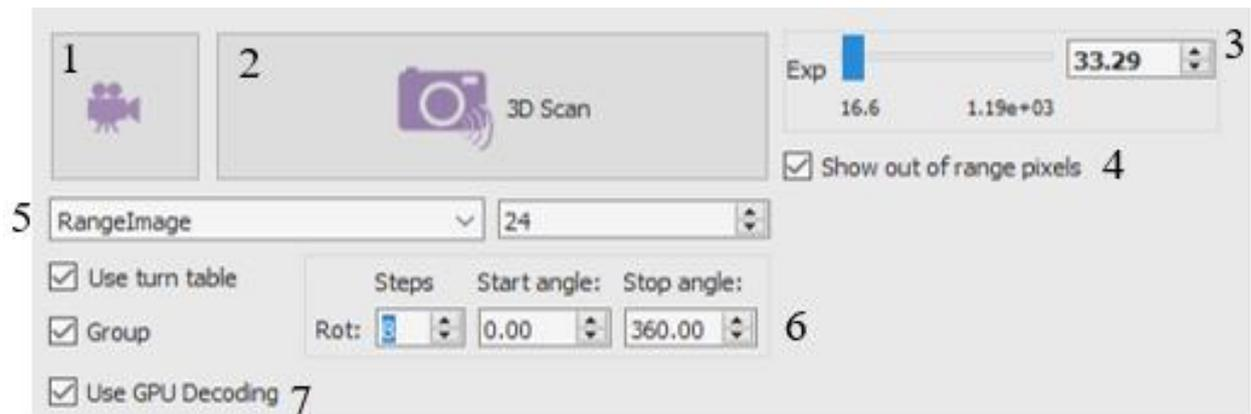 1
2
3D Scan
Exp
33.29
3
16.6
1.19e+03
Show out of range pixels 4
5
RangeImage
24
Use turn table
Steps Start angle: Stop angle:
Group
Rot: 8 0.00 360.00 6
Use GPU Decoding 7